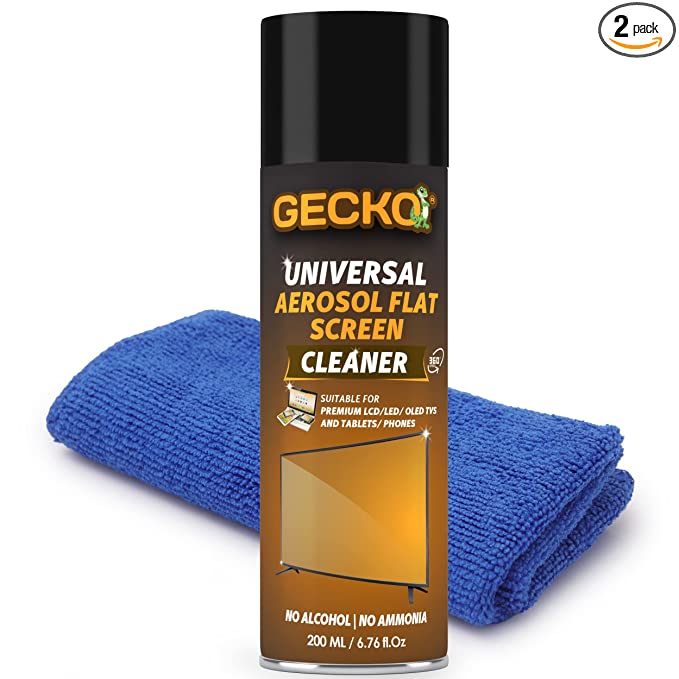 2 pack
GECKO®
UNIVERSAL
AEROSOL FLAT
SCREEN
CLEANER
360
SUITABLE FOR
PREMIUM LCD/LED/ OLED TVS
AND TABLETS/ PHONES
NO ALCOHOL | NO AMMONIA
200 ML / 6.76 fl.Oz